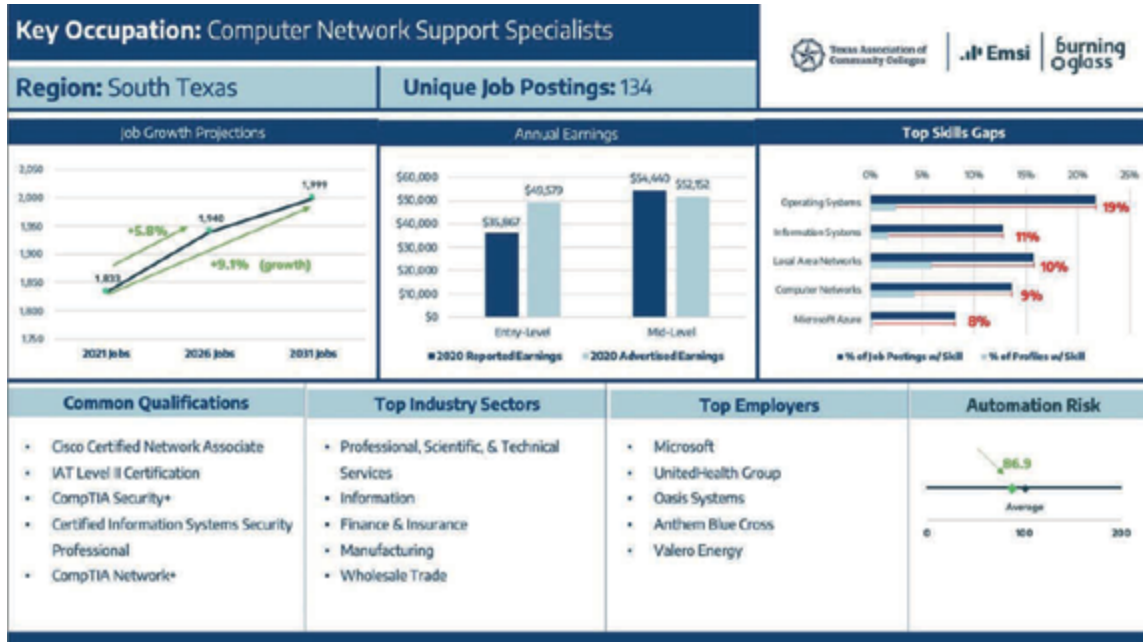 Key Occupation: Computer Network Support Specialists
Texas Association of
Community Colleges
Emsi
burning
glass
Region: South Texas
Unique Job Postings: 134
Job Growth Projections
2,050
2,000
1,950
1,900
1,850
1,800
1,750
1,833
1,940
1,999
+5.8%
+9.1% (growth)
2021 Jobs
2026 Jobs
2031 Jobs
Annual Earnings
$60,000
$50,000
$40,000
$30,000
$20,000
$10,000
$0
$35,867
$49,579
$54,440
$52,152
Entry-Level
Mid-Level
2020 Reported Earnings
2020 Advertised Earnings
Top Skills Gaps
0%
5%
10%
15%
20%
25%
Operating Systems
19%
Information Systems
11%
Local Area Networks
10%
Computer Networks
9%
Microsoft Azure
8%
% of Job Postings w/ Skill
% of Profiles w/ Skill
Common Qualifications
• Cisco Certified Network Associate
• IAT Level II Certification
• CompTIA Security+
• Certified Information Systems Security
Professional
• CompTIA Network+
Top Industry Sectors
• Professional, Scientific, & Technical
Services
• Information
• Finance & Insurance
• Manufacturing
• Wholesale Trade
Top Employers
• Microsoft
• UnitedHealth Group
• Oasis Systems
• Anthem Blue Cross
• Valero Energy
Automation Risk
86.9
Average
0
100
200